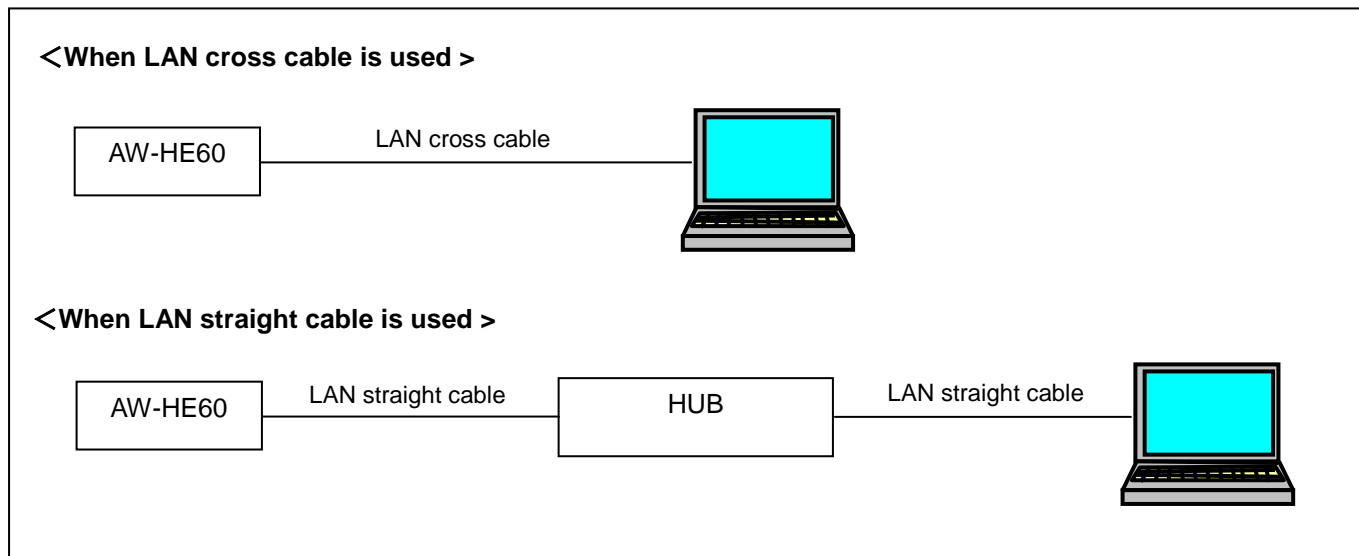 ＜When LAN cross cable is used >
AW-HE60
LAN cross cable
＜When LAN straight cable is used >
AW-HE60
LAN straight cable
HUB
LAN straight cable